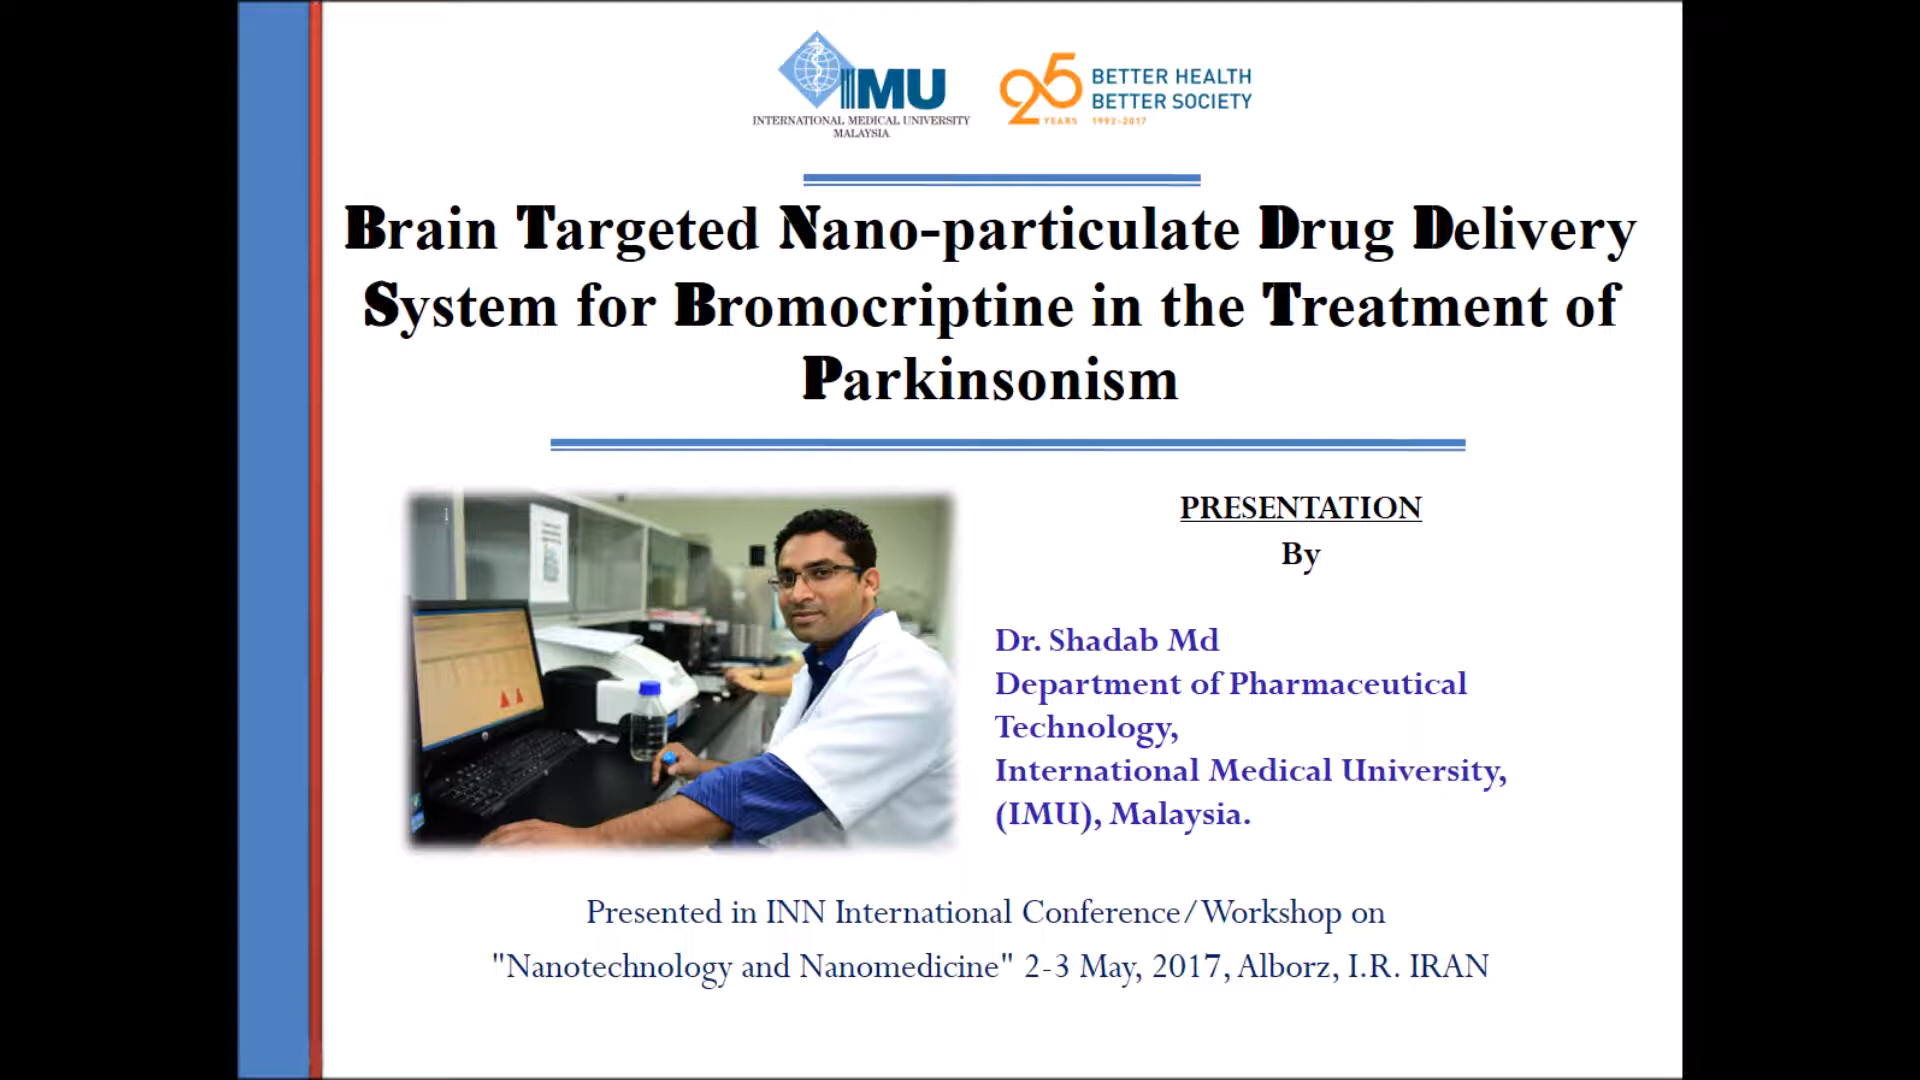 IMU
INTERNATIONAL MEDICAL UNIVERSITY
MALAYSIA
25
YEARS
BETTER HEALTH
BETTER SOCIETY
1992-2017
Brain Targeted Nano-particulate Drug Delivery
System for Bromocriptine in the Treatment of
Parkinsonism
PRESENTATION
By
Dr. Shadab Md
Department of Pharmaceutical
Technology,
International Medical University,
(IMU), Malaysia.
Presented in INN International Conference/Workshop on
"Nanotechnology and Nanomedicine" 2-3 May, 2017, Alborz, I.R. IRAN